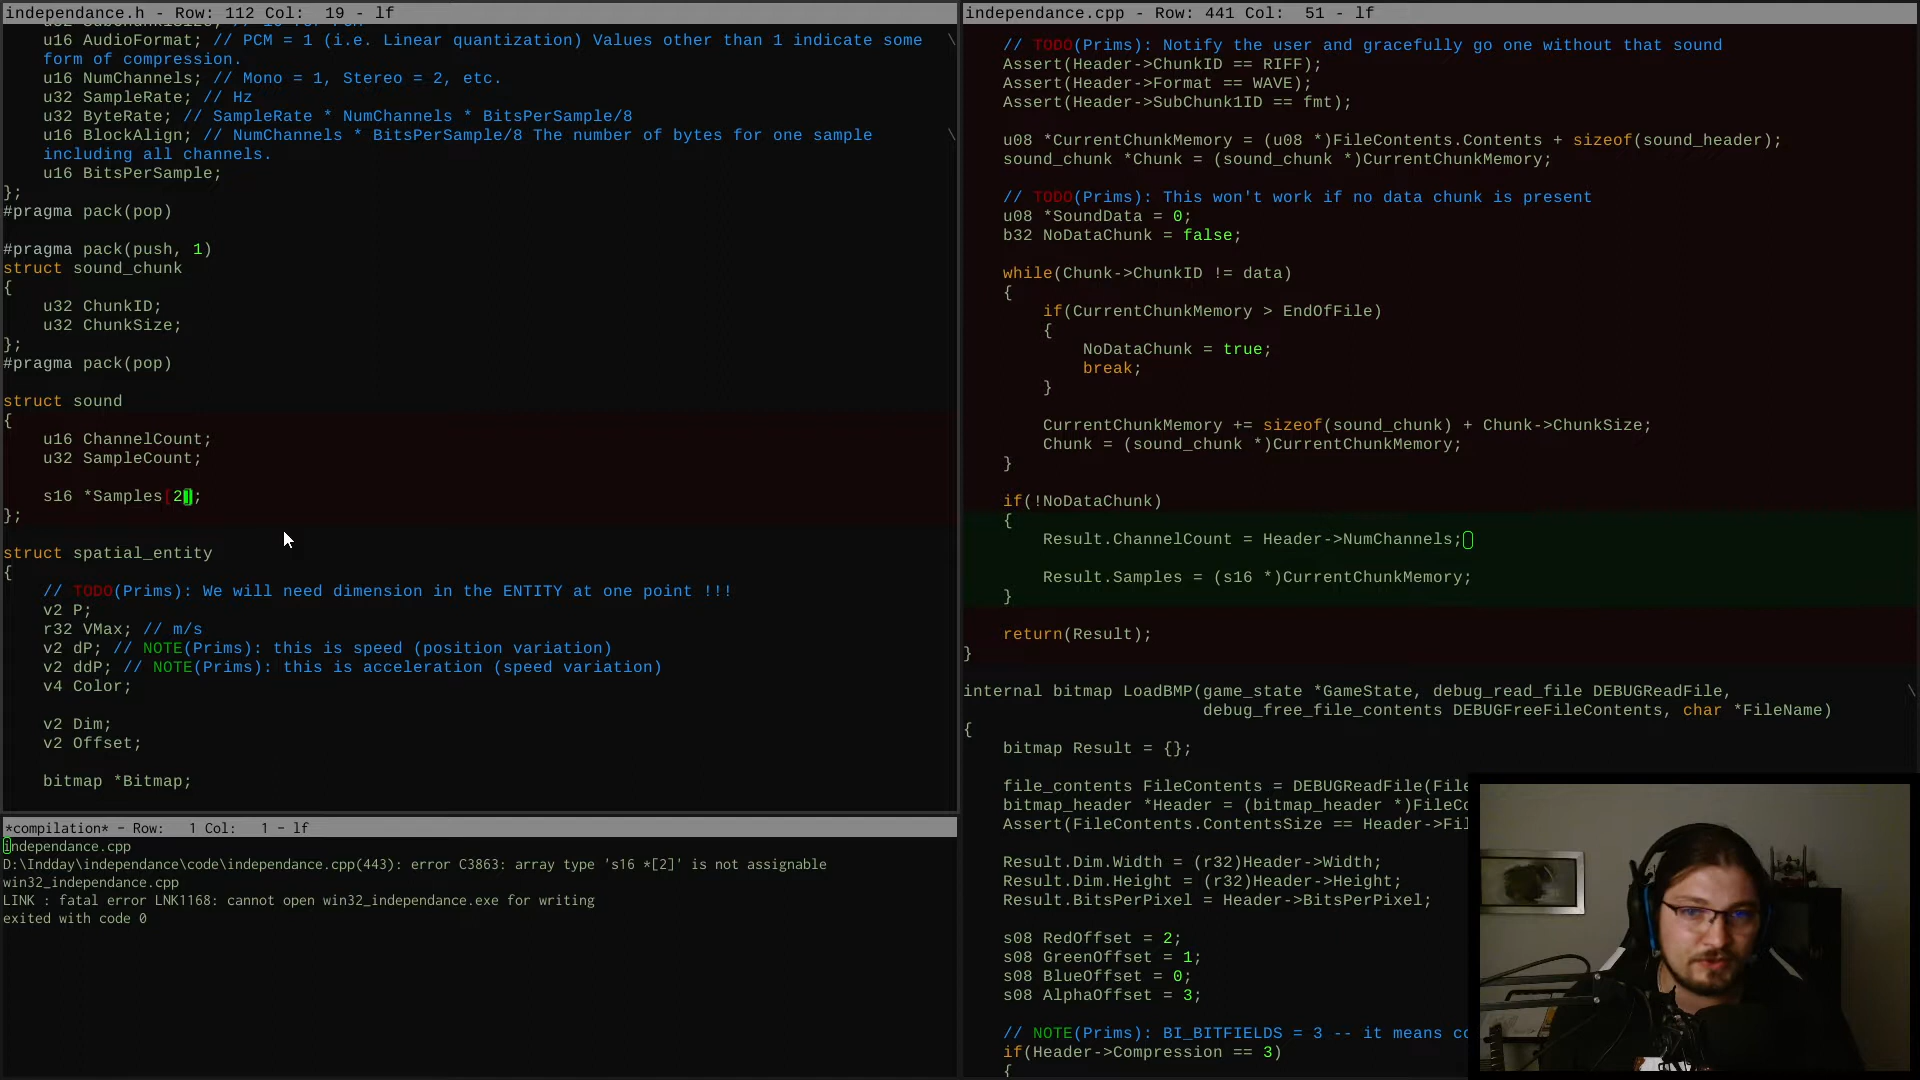 independance.h - Row: 112 Col:  19 - lf
u16 AudioFormat; // PCM = 1 (i.e. Linear quantization) Values other than 1 indicate some \
form of compression.
u16 NumChannels; // Mono = 1, Stereo = 2, etc.
u32 SampleRate; // Hz
u32 ByteRate; // SampleRate * NumChannels * BitsPerSample/8
u16 BlockAlign; // NumChannels * BitsPerSample/8 The number of bytes for one sample \
including all channels.
u16 BitsPerSample;
};
#pragma pack(pop)
#pragma pack(push, 1)
struct sound_chunk
{
u32 ChunkID;
u32 ChunkSize;
};
#pragma pack(pop)
struct sound
{
u16 ChannelCount;
u32 SampleCount;
s16 *Samples[2];
};
struct spatial_entity
{
// TODO(Prims): We will need dimension in the ENTITY at one point !!!
v2 P;
r32 VMax; // m/s
v2 dP; // NOTE(Prims): this is speed (position variation)
v2 ddP; // NOTE(Prims): this is acceleration (speed variation)
v4 Color;
v2 Dim;
v2 Offset;
bitmap *Bitmap;
*compilation* - Row:   1 Col:   1 - lf
independance.cpp
D:\Indday\independance\code\independance.cpp(443): error C3863: array type 's16 *[2]' is not assignable
win32_independance.cpp
LINK : fatal error LNK1168: cannot open win32_independance.exe for writing
exited with code 0
independance.cpp - Row: 441 Col:  51 - lf
// TODO(Prims): Notify the user and gracefully go one without that sound
Assert(Header->ChunkID == RIFF);
Assert(Header->Format == WAVE);
Assert(Header->SubChunk1ID == fmt);
u08 *CurrentChunkMemory = (u08 *)FileContents.Contents + sizeof(sound_header);
sound_chunk *Chunk = (sound_chunk *)CurrentChunkMemory;
// TODO(Prims): This won't work if no data chunk is present
u08 *SoundData = 0;
b32 NoDataChunk = false;
while(Chunk->ChunkID != data)
{
if(CurrentChunkMemory > EndOfFile)
{
NoDataChunk = true;
break;
}
CurrentChunkMemory += sizeof(sound_chunk) + Chunk->ChunkSize;
Chunk = (sound_chunk *)CurrentChunkMemory;
}
if(!NoDataChunk)
{
Result.ChannelCount = Header->NumChannels;
Result.Samples = (s16 *)CurrentChunkMemory;
}
return(Result);
}
internal bitmap LoadBMP(game_state *GameState, debug_read_file DEBUGReadFile, \
debug_free_file_contents DEBUGFreeFileContents, char *FileName)
{
bitmap Result = {};
file_contents FileContents = DEBUGReadFile(File
bitmap_header *Header = (bitmap_header *)FileCo
Assert(FileContents.ContentsSize == Header->Fil
Result.Dim.Width = (r32)Header->Width;
Result.Dim.Height = (r32)Header->Height;
Result.BitsPerPixel = Header->BitsPerPixel;
s08 RedOffset = 2;
s08 GreenOffset = 1;
s08 BlueOffset = 0;
s08 AlphaOffset = 3;
// NOTE(Prims): BI_BITFIELDS = 3 -- it means co
if(Header->Compression == 3)
{